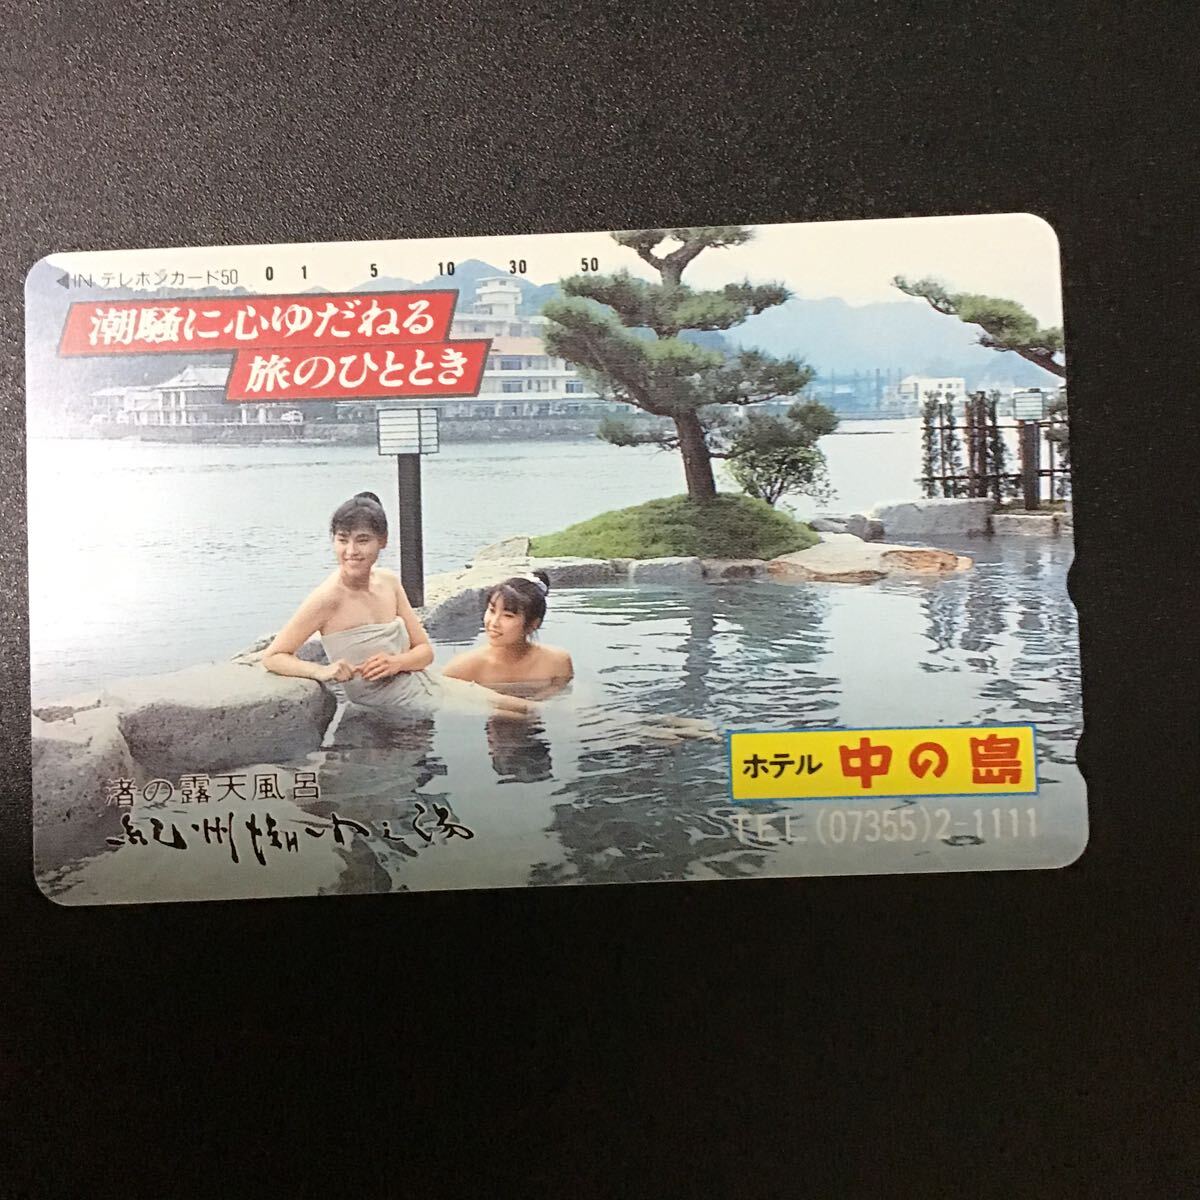 ◀IN テレホンカード50 0 1 5 10 30 50
潮騒に心ゆだねる
旅のひととき
渚の露天風呂
紀州潮
ホテル 中の島
TEL (07355)2-1111